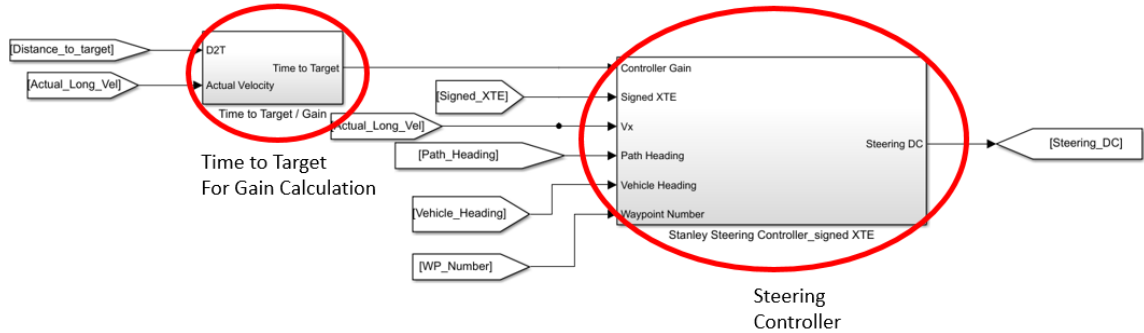 [Distance_to_target]
D2T
Time to Target
[Actual_Long_Vel]
Actual Velocity
Time to Target / Gain
Time to Target
For Gain Calculation
Controller Gain
[Signed_XTE]
Signed XTE
[Actual_Long_Vel]
Vx
[Path_Heading]
Path Heading
Steering DC
[Steering_DC]
[Vehicle_Heading]
Vehicle Heading
Waypoint Number
[WP_Number]
Stanley Steering Controller_signed XTE
Steering
Controller